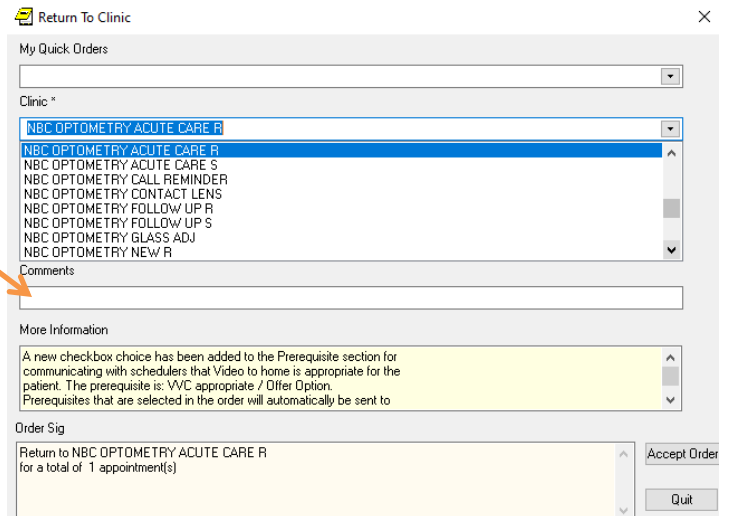 Return To Clinic
My Quick Orders
Clinic *
NBC OPTOMETRY ACUTE CARE R
NBC OPTOMETRY ACUTE CARE R
NBC OPTOMETRY ACUTE CARE S
NBC OPTOMETRY CALL REMINDER
NBC OPTOMETRY CONTACT LENS
NBC OPTOMETRY FOLLOW UP R
NBC OPTOMETRY FOLLOW UP S
NBC OPTOMETRY GLASS ADJ
NBC OPTOMETRY NEW R
Comments
More Information
A new checkbox choice has been added to the Prerequisite section for
communicating with schedulers that Video to home is appropriate for the
patient. The prerequisite is: VVC appropriate / Offer Option.
Prerequisites that are selected in the order will automatically be sent to
Order Sig
Return to NBC OPTOMETRY ACUTE CARE R
for a total of 1 appointment(s)
Accept Order
Quit